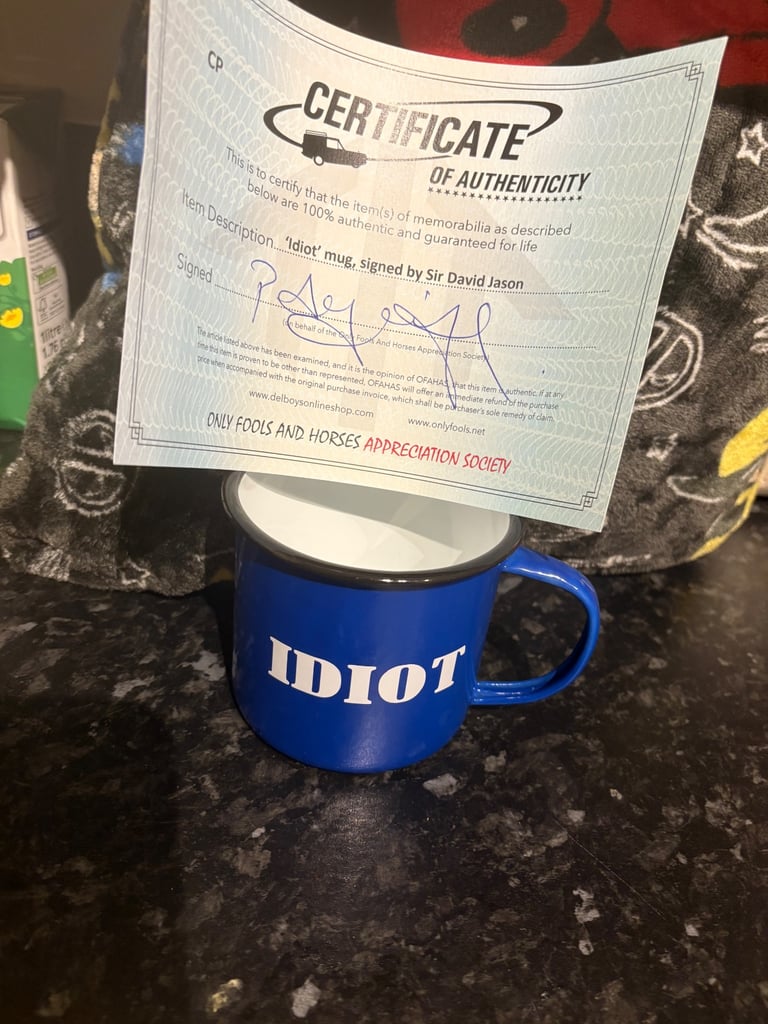 CP
CERTIFICATE
OF AUTHENTICITY
This is to certify that the item(s) of memorabilia as described
below are 100% authentic and guaranteed for life
Item Description 'Idiot' mug, signed by Sir David Jason
Signed
(on behalf of the Only Fools And Horses Appreciation Society)
The article listed above has been examined, and it is the opinion of OFAHAS, that this item is authentic. If at any
time this item is proven to be other than represented, OFAHAS will offer an immediate refund of the purchase
price when accompanied with the original purchase invoice, which shall be purchaser's sole remedy of claim.
www.delboysonlineshop.com www.onlyfools.net
ONLY FOOLS AND HORSES APPRECIATION SOCIETY
IDIOT